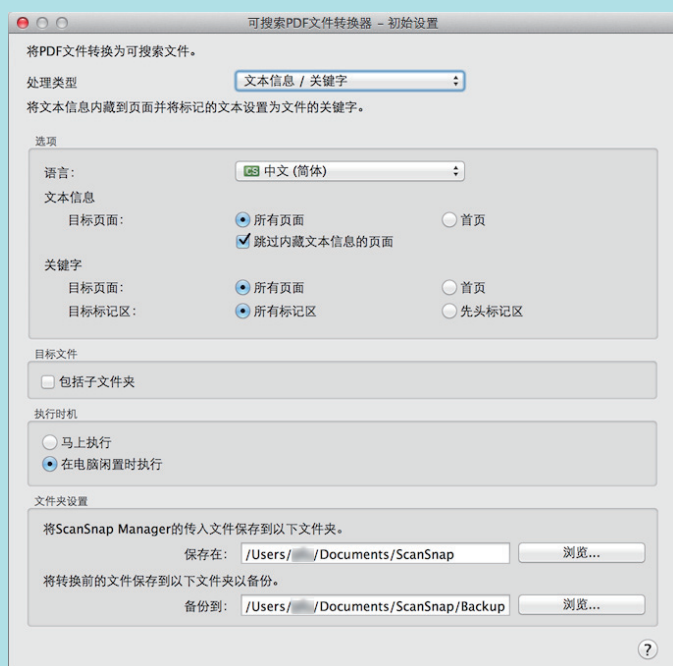 可搜索PDF文件转换器 – 初始设置
将PDF文件转换为可搜索文件。
处理类型 文本信息 / 关键字
将文本信息内藏到页面并将标记的文本设置为文件的关键字。
选项
语言: CS 中文 (简体)
文本信息
目标页面: 所有页面 首页
跳过内藏文本信息的页面
关键字
目标页面: 所有页面 首页
目标标记区: 所有标记区 先头标记区
目标文件
包括子文件夹
执行时机
马上执行
在电脑闲置时执行
文件夹设置
将ScanSnap Manager的传入文件保存到以下文件夹。
保存在: /Users/ /Documents/ScanSnap 浏览...
将转换前的文件保存到以下文件夹以备份。
备份到: /Users/ /Documents/ScanSnap/Backup 浏览...
?